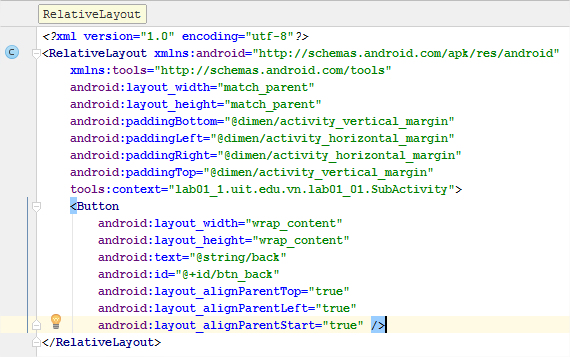 RelativeLayout
<?xml version="1.0" encoding="utf-8"?>
C <RelativeLayout xmlns:android="http://schemas.android.com/apk/res/android"
xmlns:tools="http://schemas.android.com/tools"
android:layout_width="match_parent"
android:layout_height="match_parent"
android:paddingBottom="@dimen/activity_vertical_margin"
android:paddingLeft="@dimen/activity_horizontal_margin"
android:paddingRight="@dimen/activity_horizontal_margin"
android:paddingTop="@dimen/activity_vertical_margin"
tools:context="lab01_1.uit.edu.vn.lab01_01.SubActivity">
<Button
android:layout_width="wrap_content"
android:layout_height="wrap_content"
android:text="@string/back"
android:id="@+id/btn_back"
android:layout_alignParentTop="true"
android:layout_alignParentLeft="true"
android:layout_alignParentStart="true" />
</RelativeLayout>